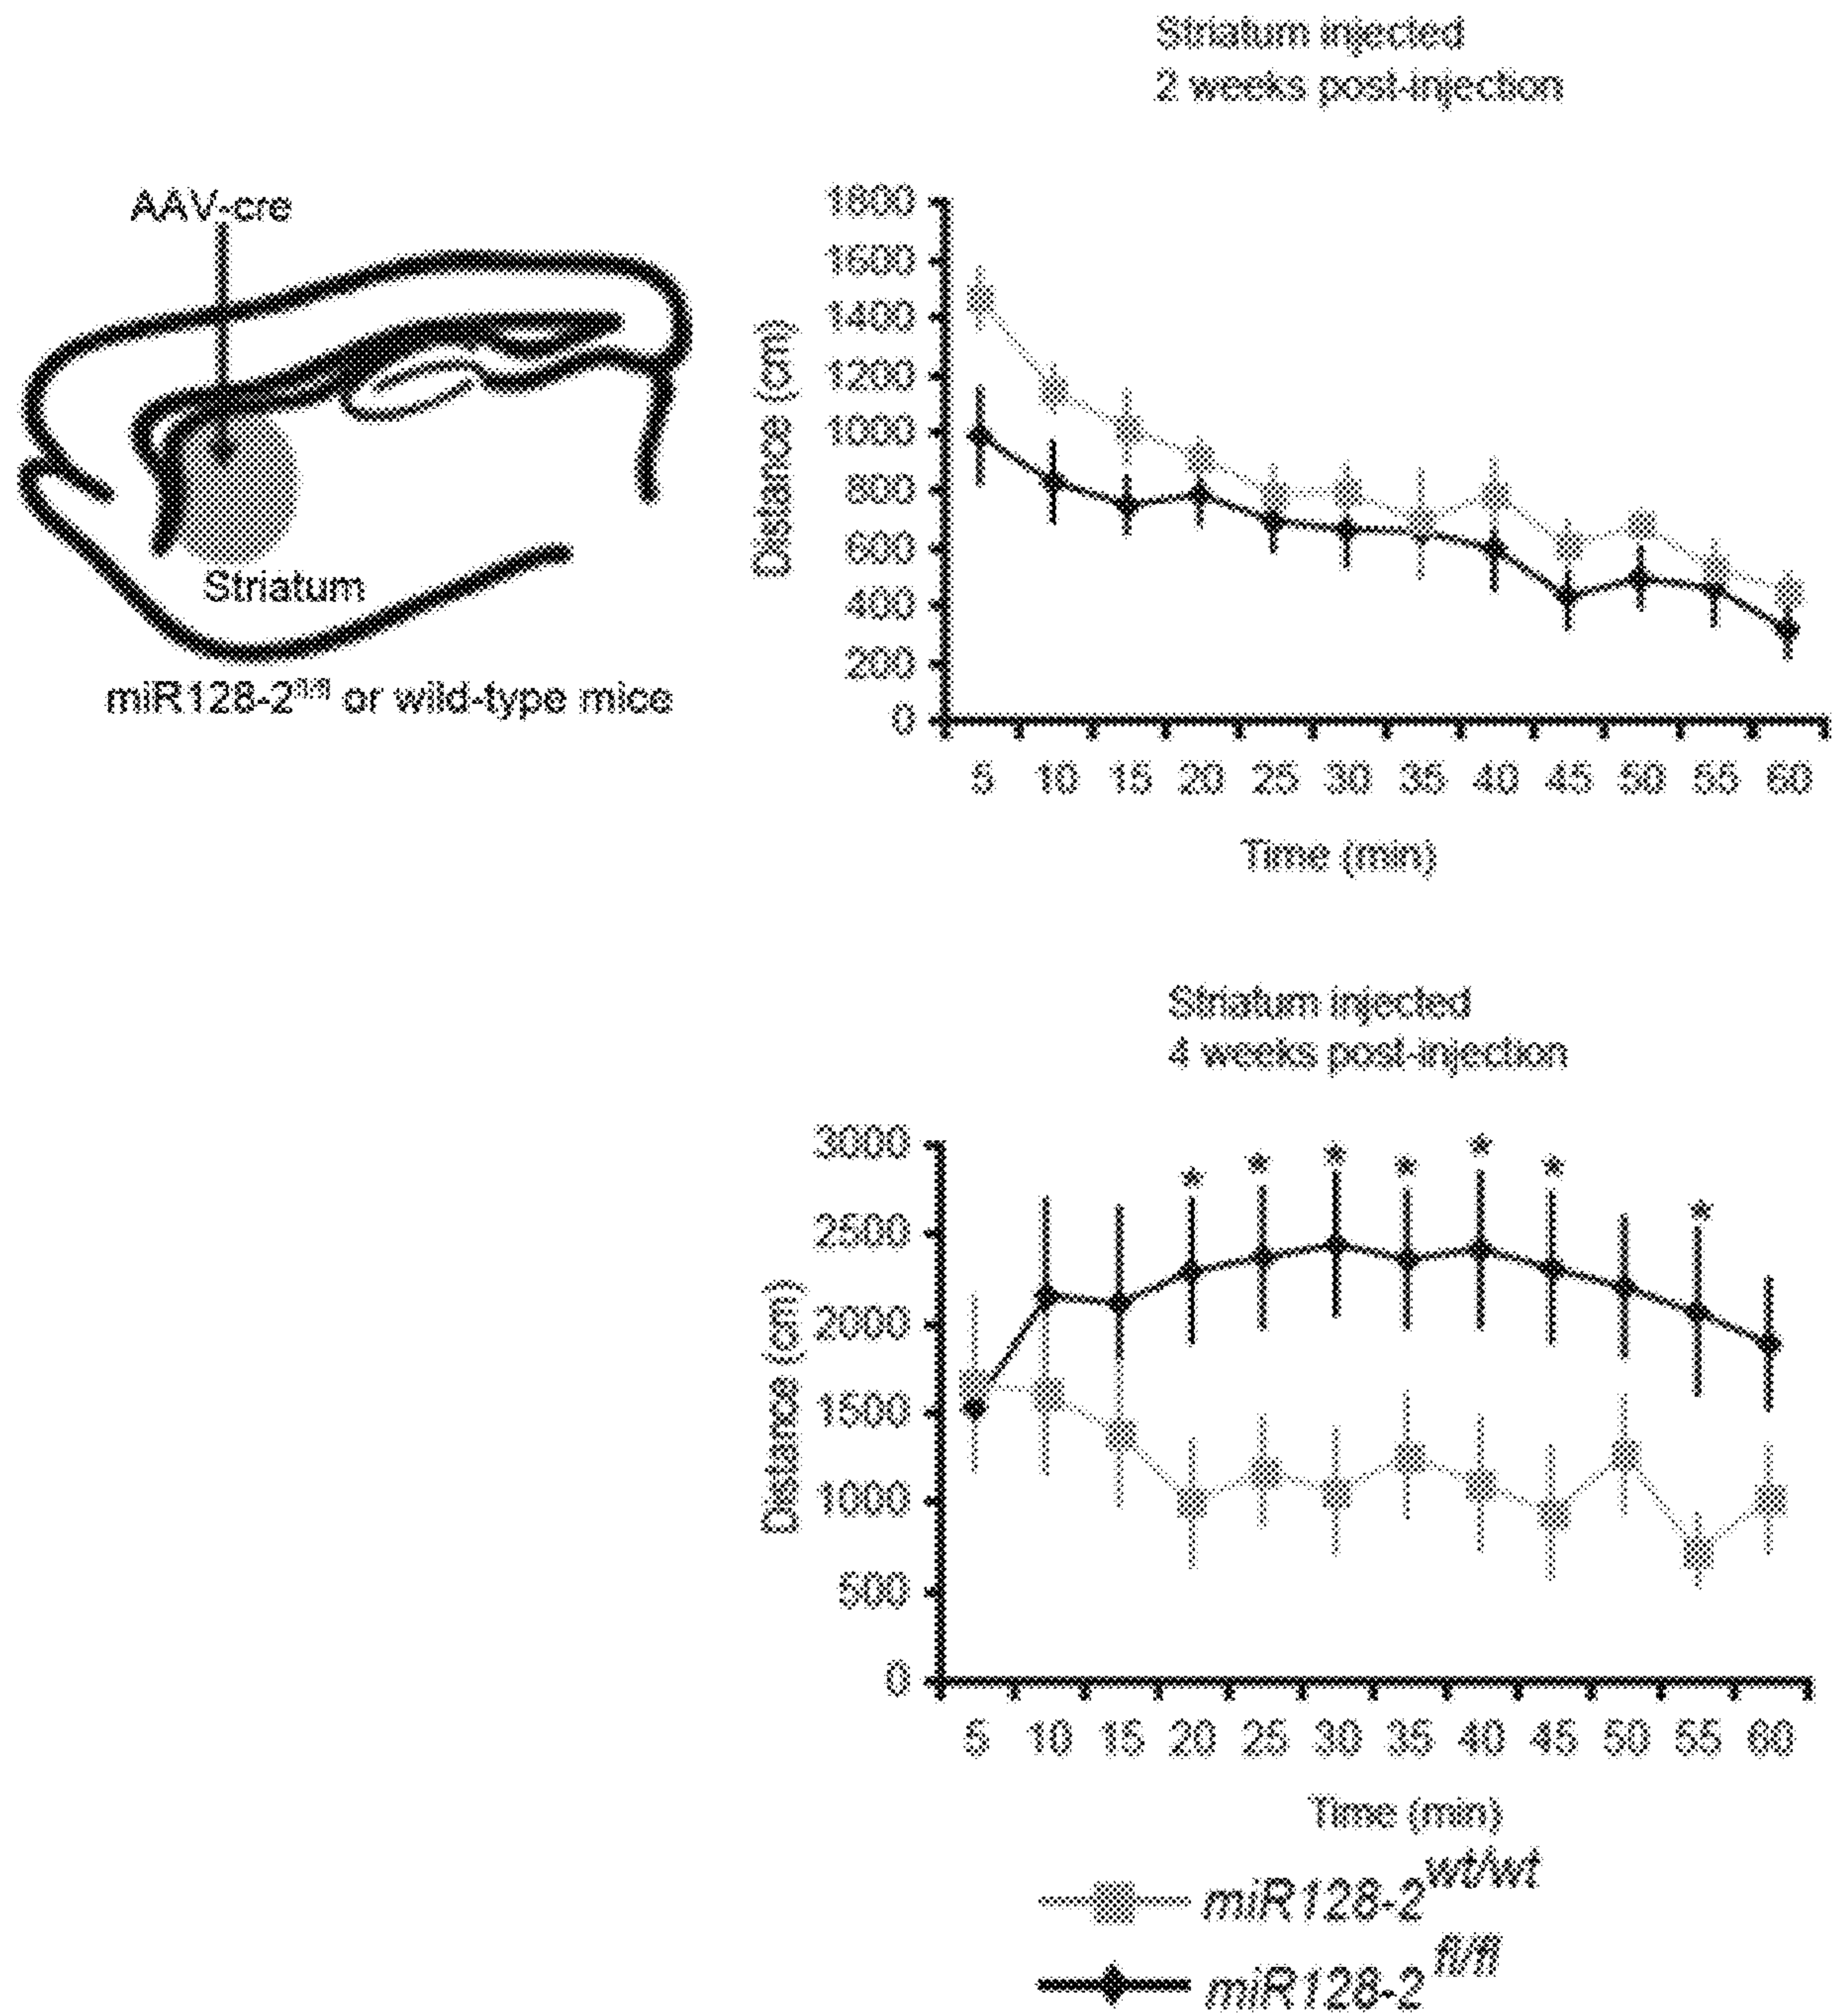 Striatum injected
2 weeks post-injection
AAV-cre
Striatum
miR128-2fl/fl or wild-type mice
Distance (cm)
1800
1600
1400
1200
1000
800
600
400
200
0
5 10 15 20 25 30 35 40 45 50 55 60
Time (min)
Striatum injected
4 weeks post-injection
Distance (cm)
3000
2500
2000
1500
1000
500
0
* * * * * * *
5 10 15 20 25 30 35 40 45 50 55 60
Time (min)
miR128-2wt/wt
miR128-2fl/fl